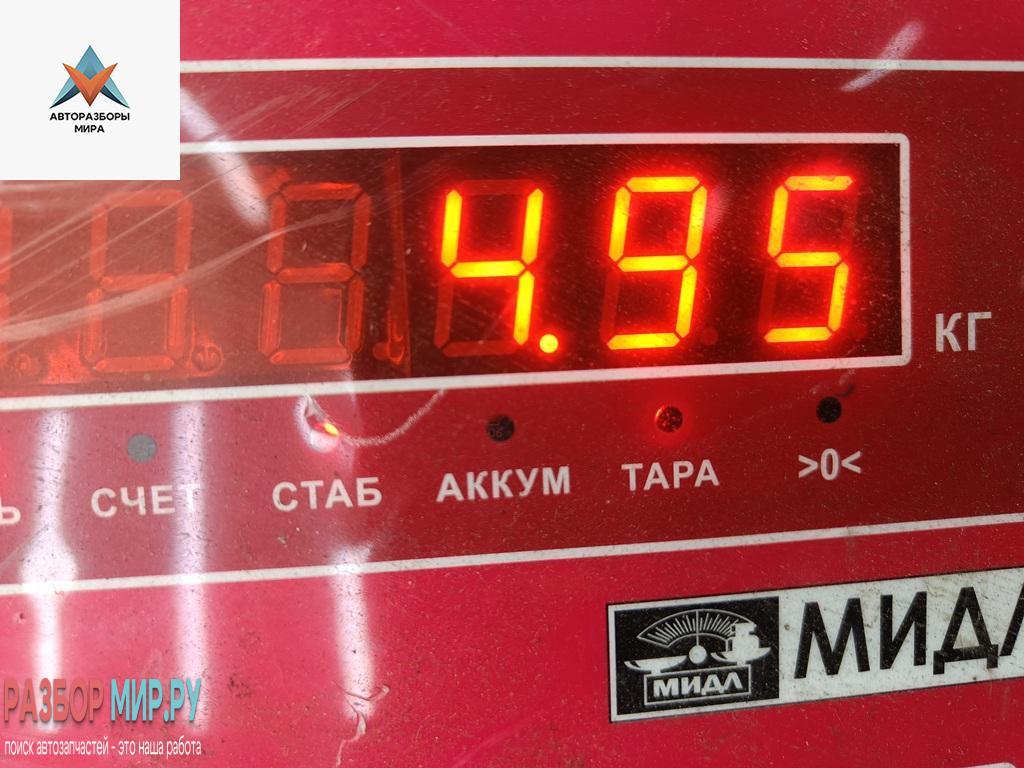 АВТОРАЗБОРЫ
МИРА
4.95
КГ
СЧЕТ
СТАБ
АККУМ
ТАРА
>0<
МИДЛ
МИДЛ
РАЗБОР МИР.РУ
поиск автозапчастей - это наша работа